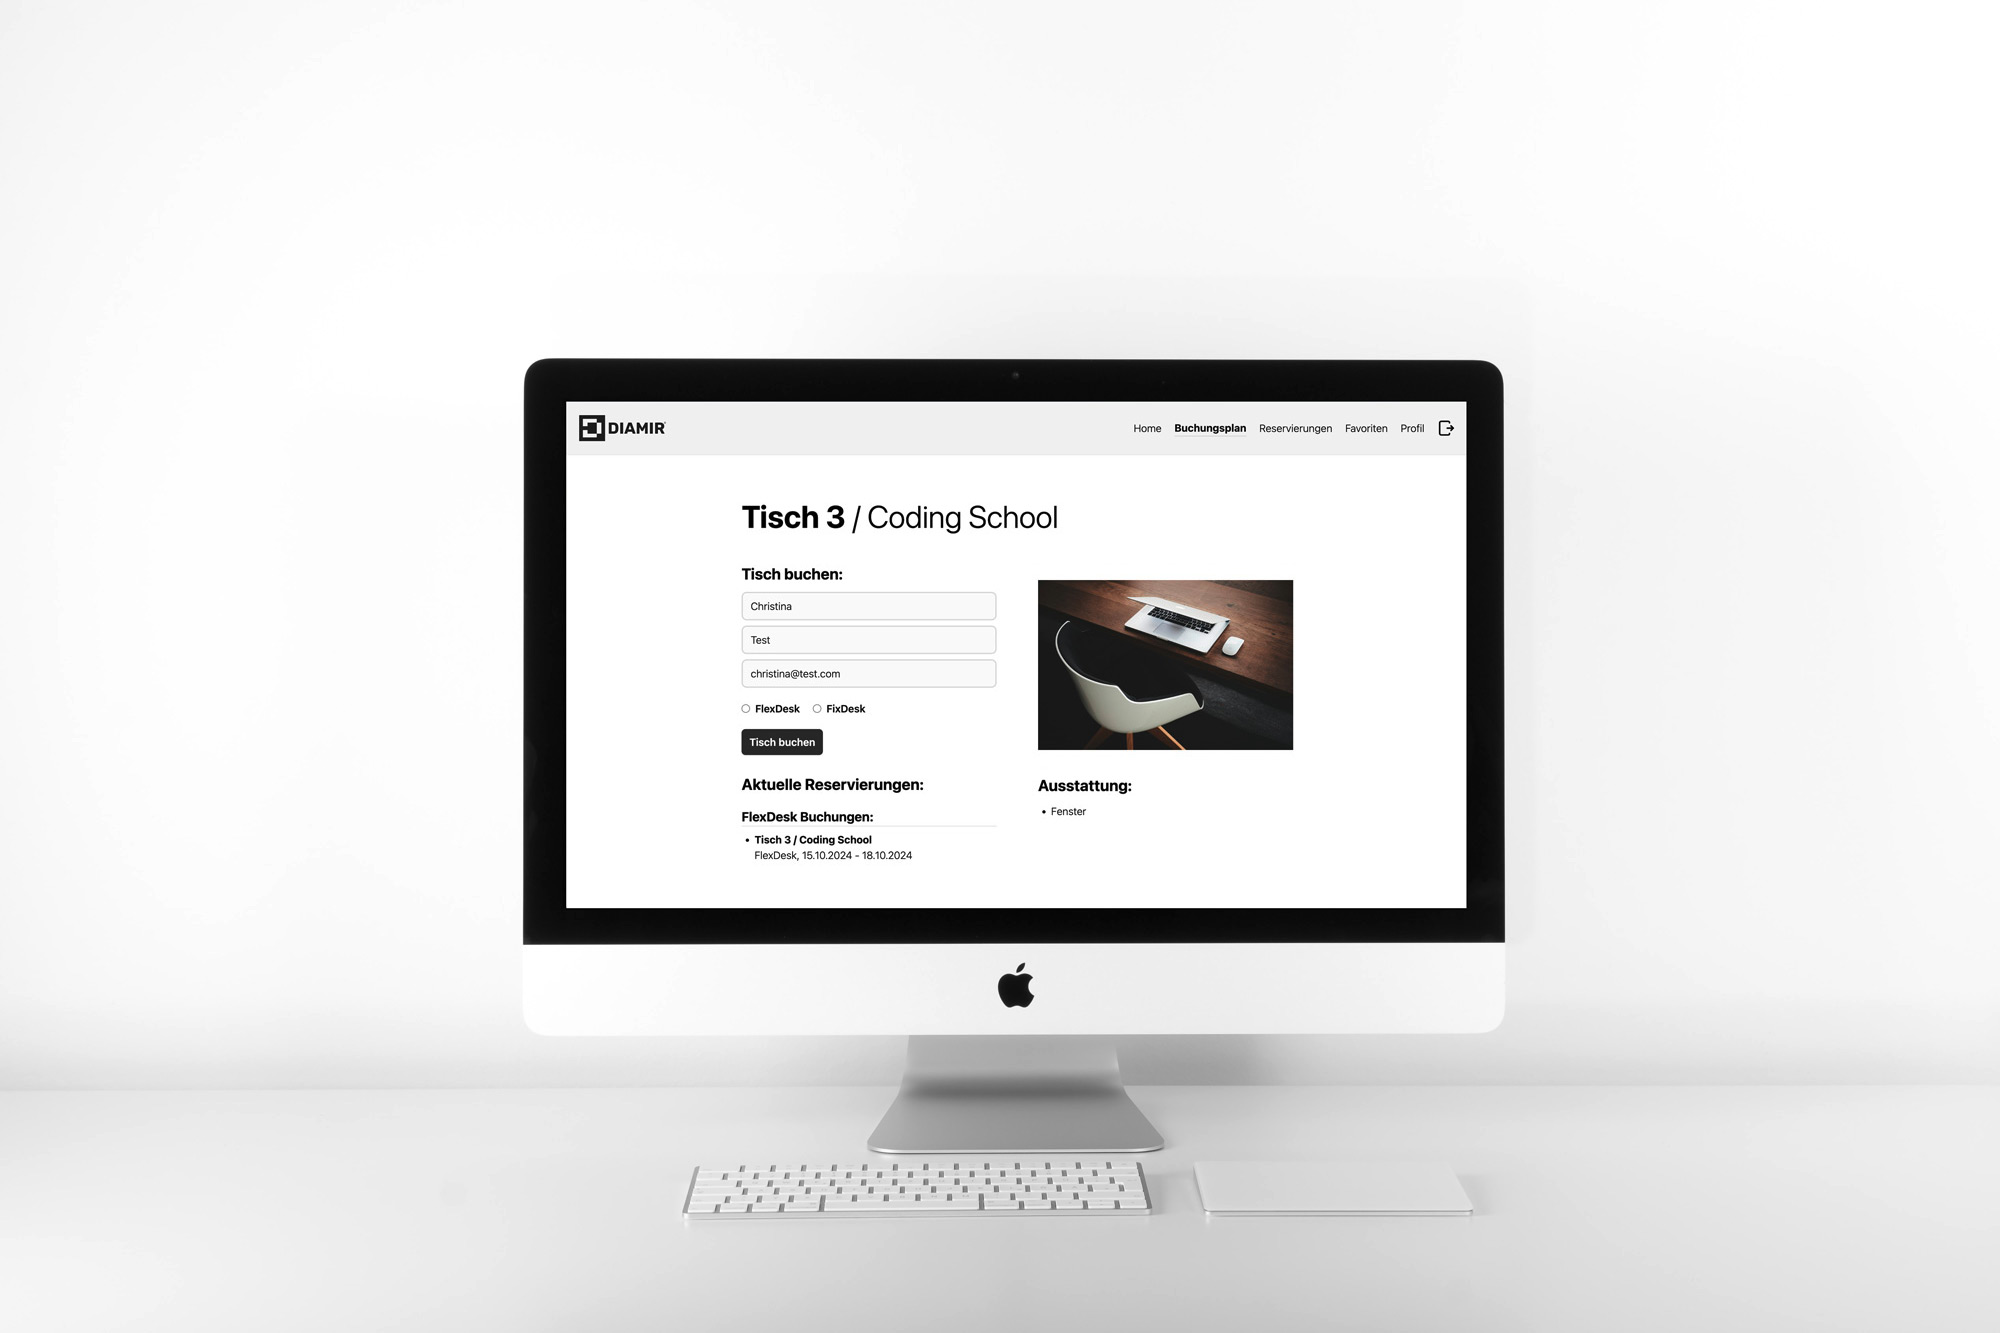 DIAMIR
Home Buchungsplan Reservierungen Favoriten Profil
Tisch 3 / Coding School
Tisch buchen:
Christina
Test
christina@test.com
FlexDesk FixDesk
Tisch buchen
Aktuelle Reservierungen:
FlexDesk Buchungen:
• Tisch 3 / Coding School
FlexDesk, 15.10.2024 - 18.10.2024
Ausstattung:
• Fenster